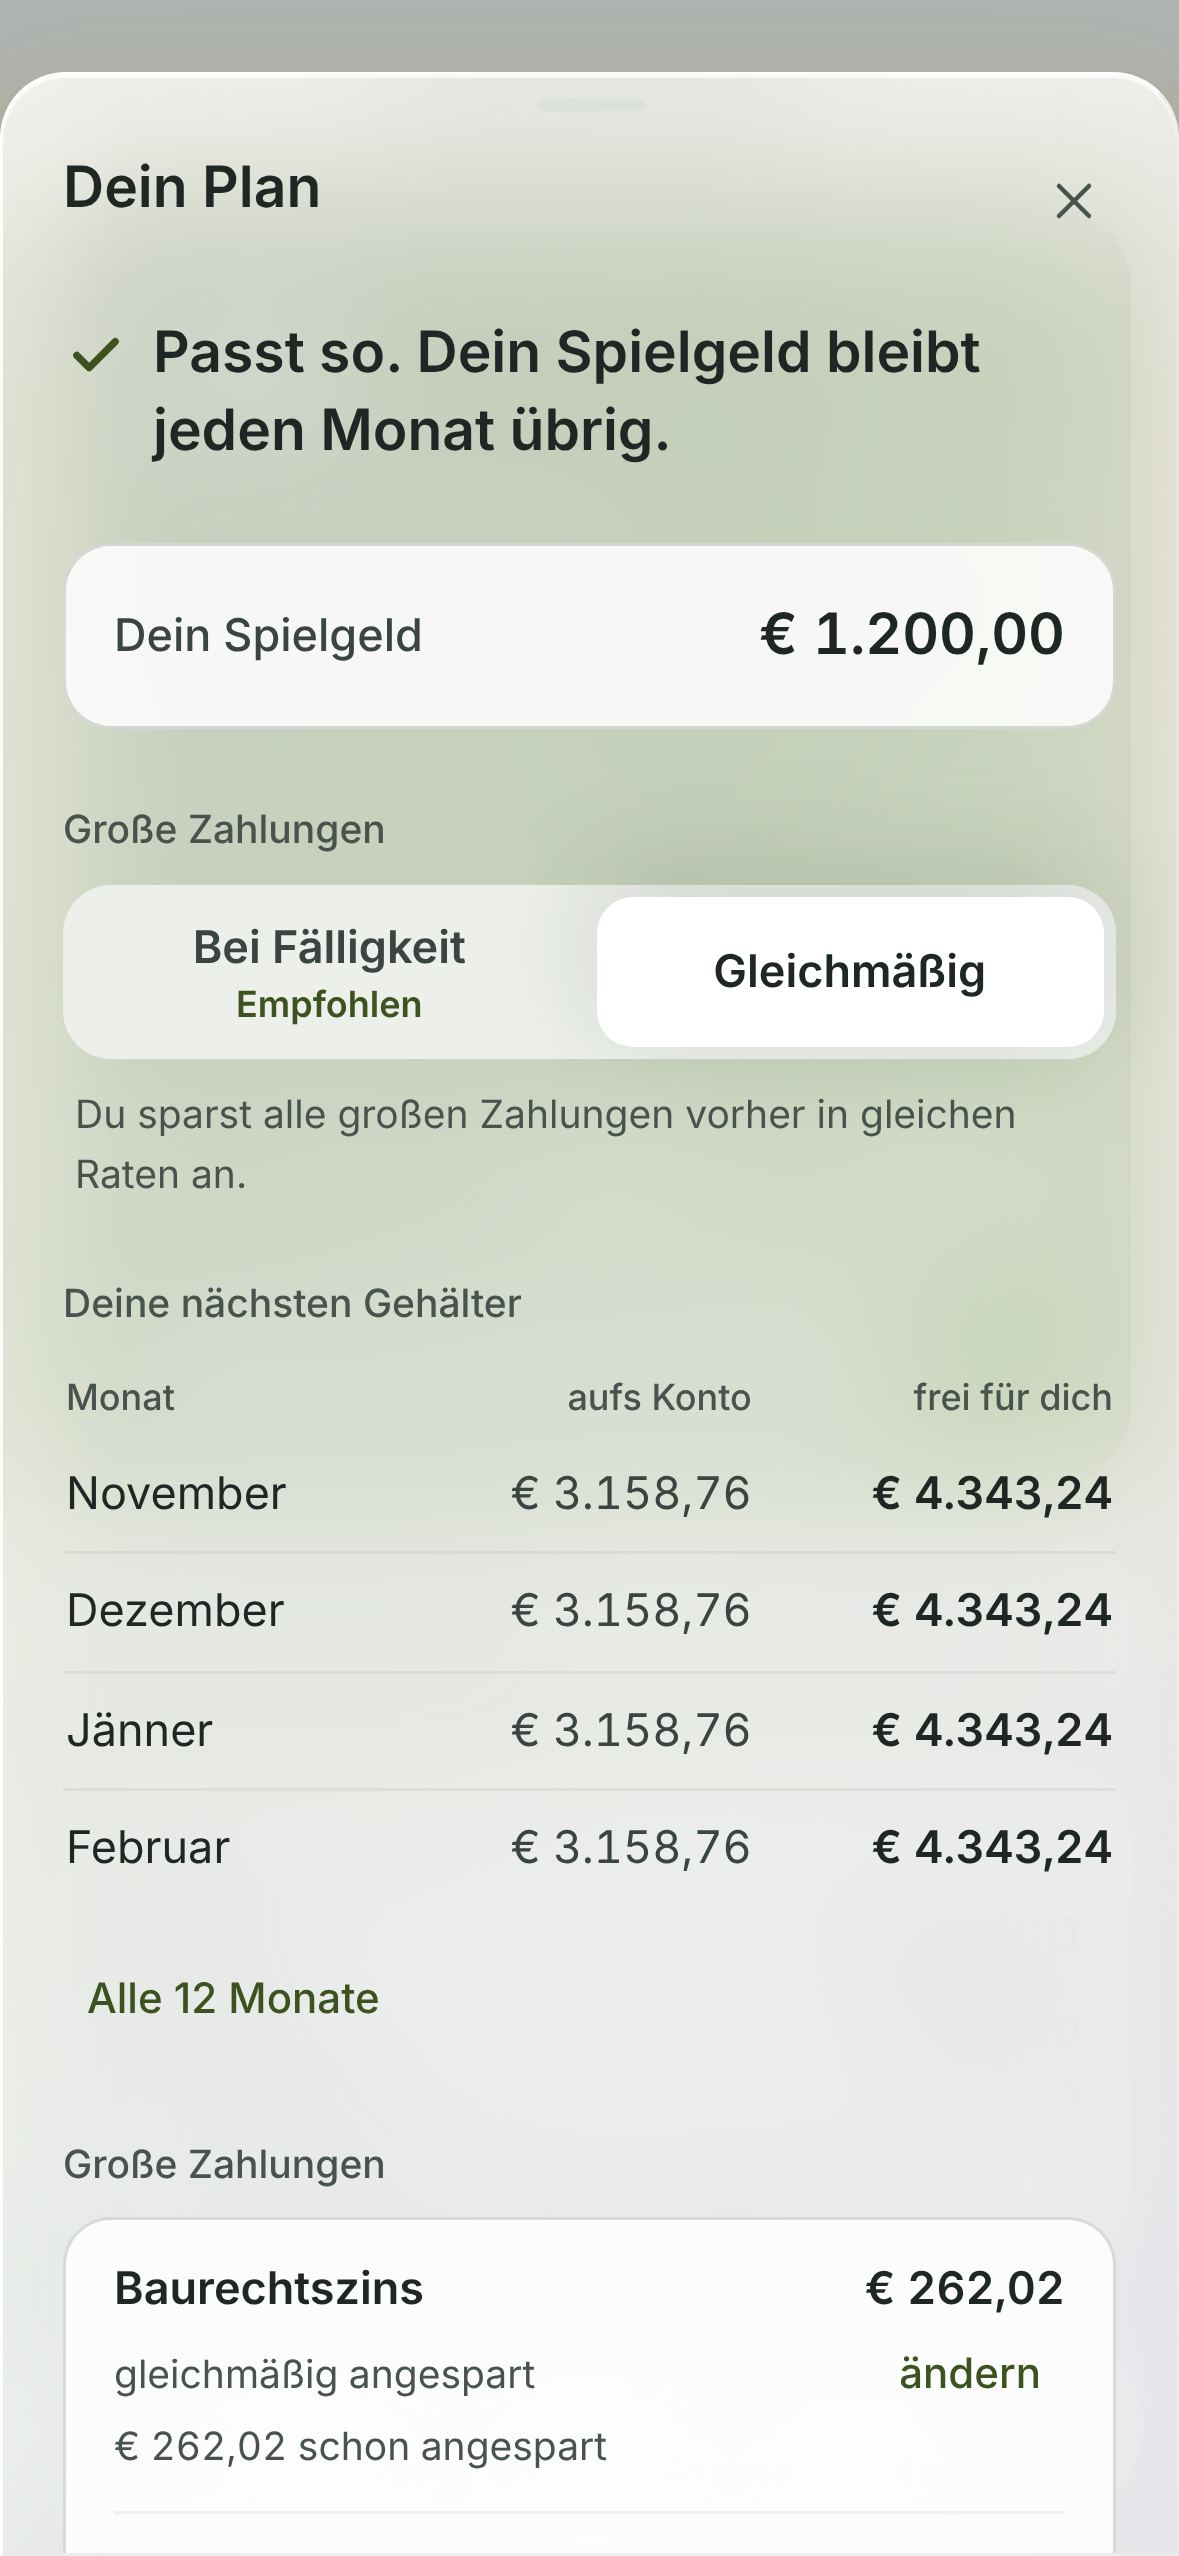 Dein Plan
Passt so. Dein Spielgeld bleibt
jeden Monat übrig.
Dein Spielgeld € 1.200,00
Große Zahlungen
Bei Fälligkeit
Empfohlen
Gleichmäßig
Du sparst alle großen Zahlungen vorher in gleichen
Raten an.
Deine nächsten Gehälter
Monat aufs Konto frei für dich
November € 3.158,76 € 4.343,24
Dezember € 3.158,76 € 4.343,24
Jänner € 3.158,76 € 4.343,24
Februar € 3.158,76 € 4.343,24
Alle 12 Monate
Große Zahlungen
Baurechtszins € 262,02
gleichmäßig angespart ändern
€ 262,02 schon angespart